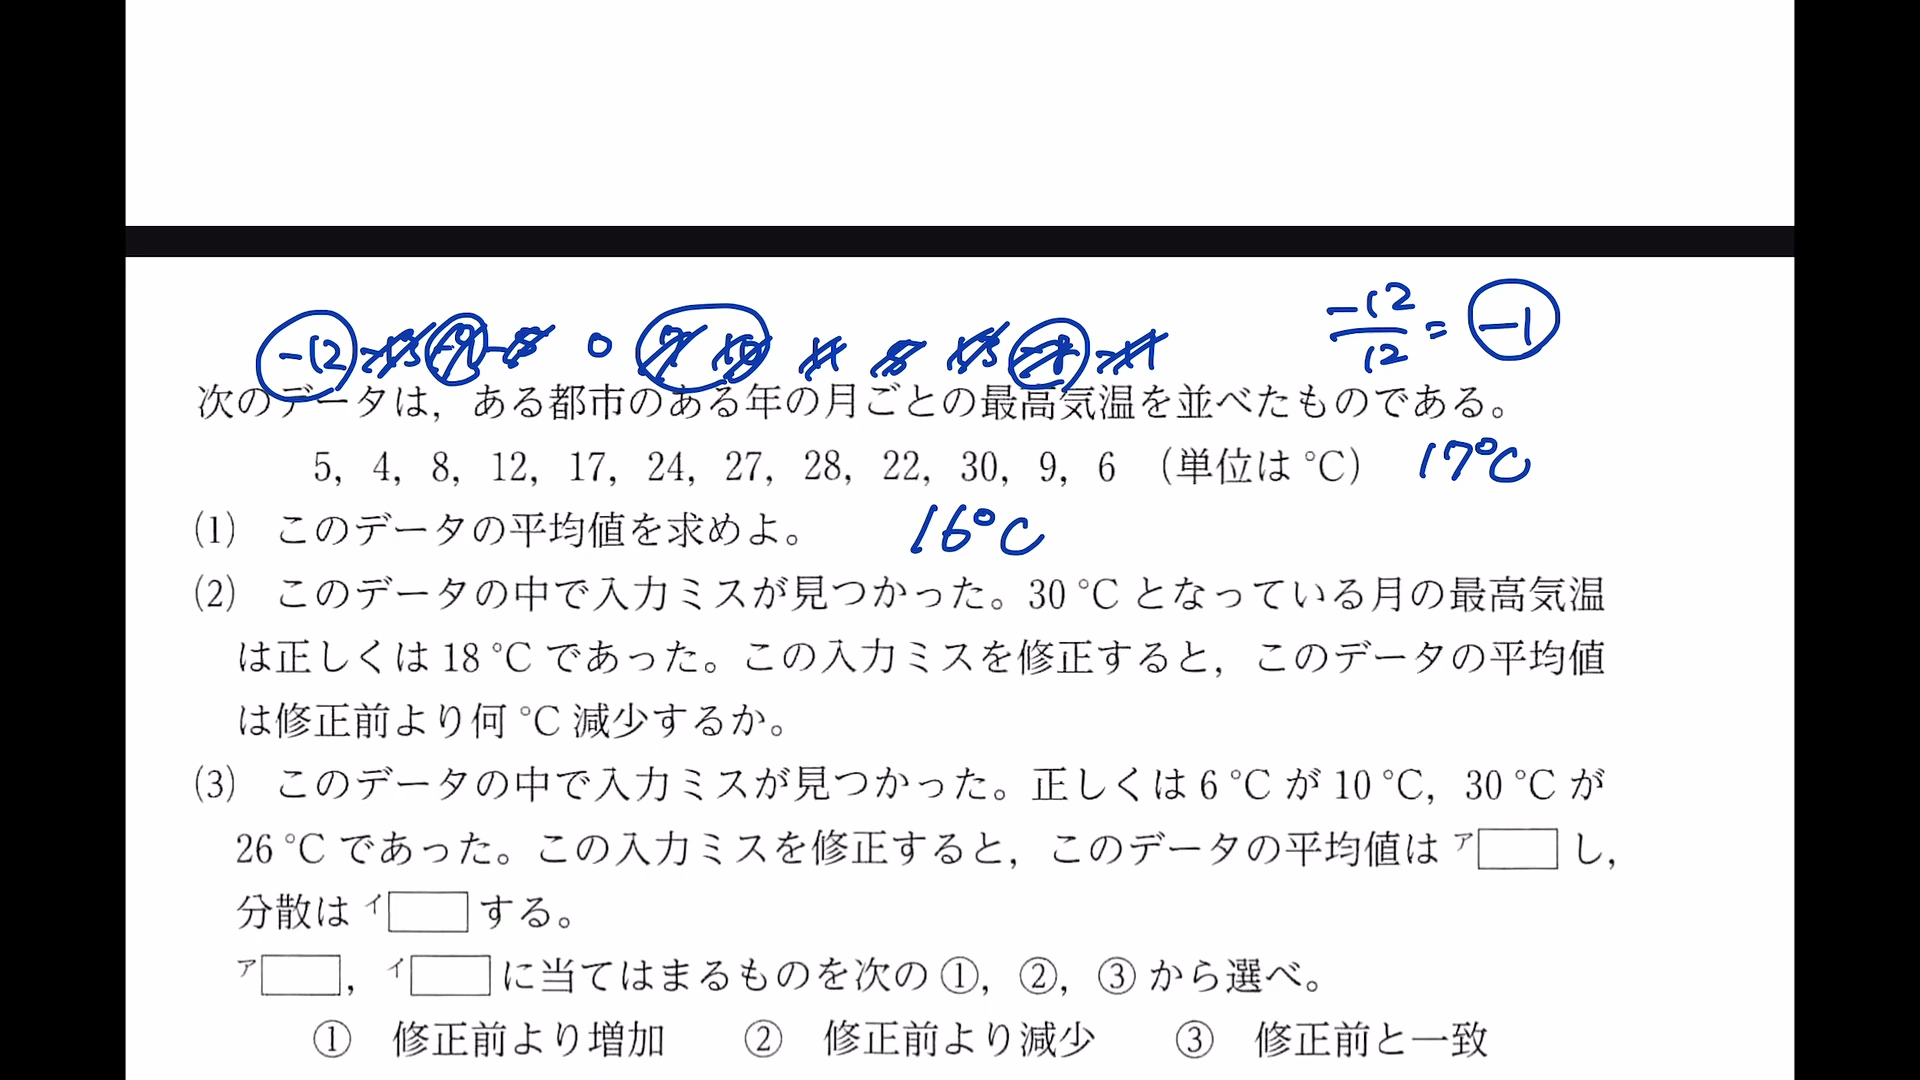 -12 -13 -9 -5 0 7 10 11 5 13 -8 -11
-12/12 = -1
次のデータは，ある都市のある年の月ごとの最高気温を並べたものである。
5，4，8，12，17，24，27，28，22，30，9，6 （単位は ℃） 17℃
(1) このデータの平均値を求めよ。 16℃
(2) このデータの中で入力ミスが見つかった。30 ℃ となっている月の最高気温
は正しくは 18 ℃ であった。この入力ミスを修正すると，このデータの平均値
は修正前より何 ℃ 減少するか。
(3) このデータの中で入力ミスが見つかった。正しくは 6 ℃ が 10 ℃，30 ℃ が
26 ℃ であった。この入力ミスを修正すると，このデータの平均値は ア□ し，
分散は イ□ する。
ア□，イ□ に当てはまるものを次の ①，②，③ から選べ。
① 修正前より増加 ② 修正前より減少 ③ 修正前と一致